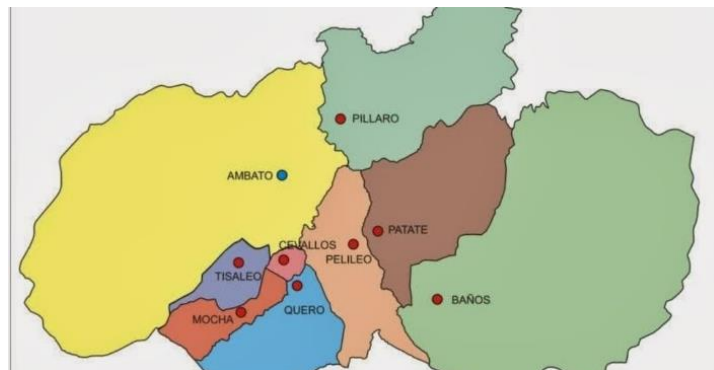 PILLARO
AMBATO
PATATE
CEVALLOS
PELILEO
TISALEO
BAÑOS
QUERO
MOCHA